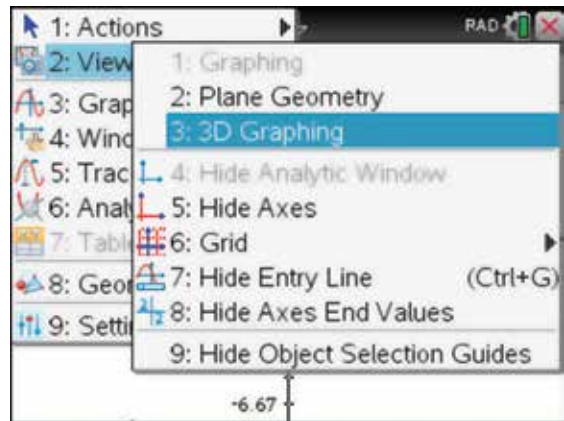 1: Actions
RAD
2: View
3: Grap
4: Wind
5: Trac
6: Anal
7: Tabl
8: Geor
9: Setti
1: Graphing
2: Plane Geometry
3: 3D Graphing
4: Hide Analytic Window
5: Hide Axes
6: Grid
7: Hide Entry Line (Ctrl+G)
8: Hide Axes End Values
9: Hide Object Selection Guides
-6.67